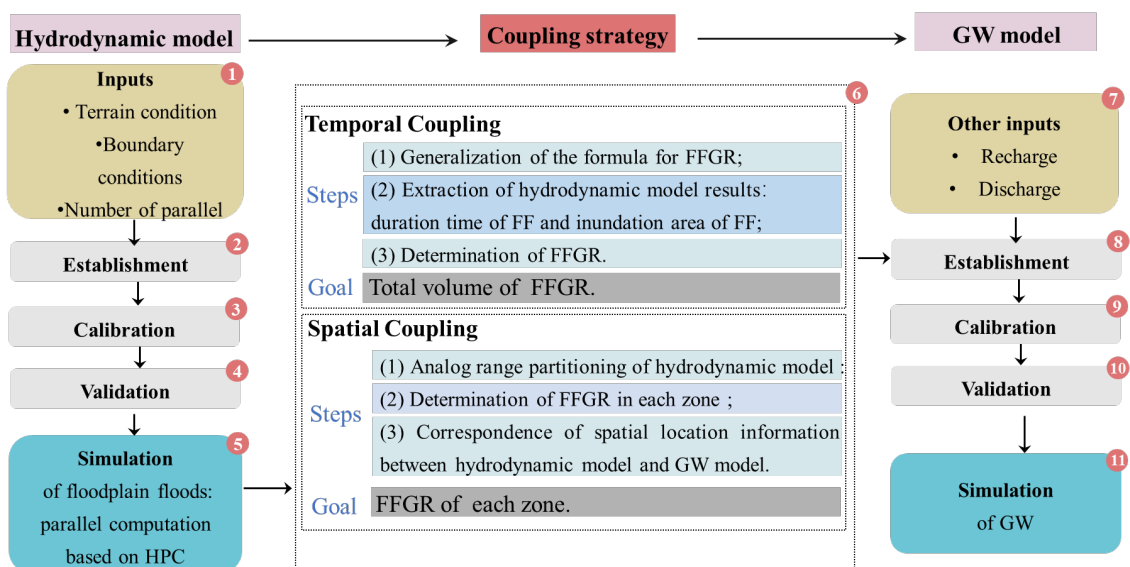 Hydrodynamic model
Coupling strategy
GW model
1
Inputs
• Terrain condition
•Boundary
conditions
•Number of parallel
2
Establishment
3
Calibration
4
Validation
5
Simulation
of floodplain floods:
parallel computation
based on HPC
6
Temporal Coupling
Steps
(1) Generalization of the formula for FFGR;
(2) Extraction of hydrodynamic model results:
duration time of FF and inundation area of FF;
(3) Determination of FFGR.
Goal
Total volume of FFGR.
Spatial Coupling
Steps
(1) Analog range partitioning of hydrodynamic model :
(2) Determination of FFGR in each zone ;
(3) Correspondence of spatial location information
between hydrodynamic model and GW model.
Goal
FFGR of each zone.
7
Other inputs
• Recharge
• Discharge
8
Establishment
9
Calibration
10
Validation
11
Simulation
of GW